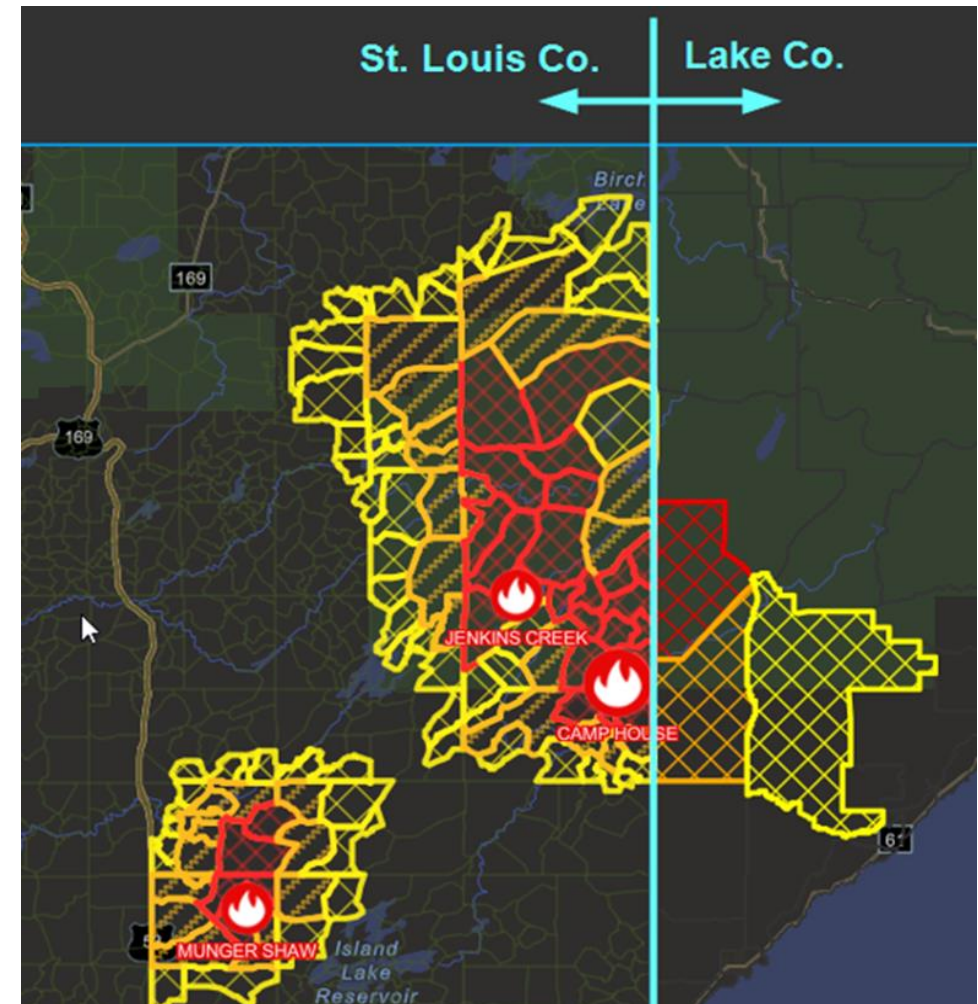 St. Louis Co.
Lake Co.
Birch
Lake
169
169
JENKINS CREEK
CAMP HOUSE
61
MUNGER SHAW
Island
Lake
Reservoir